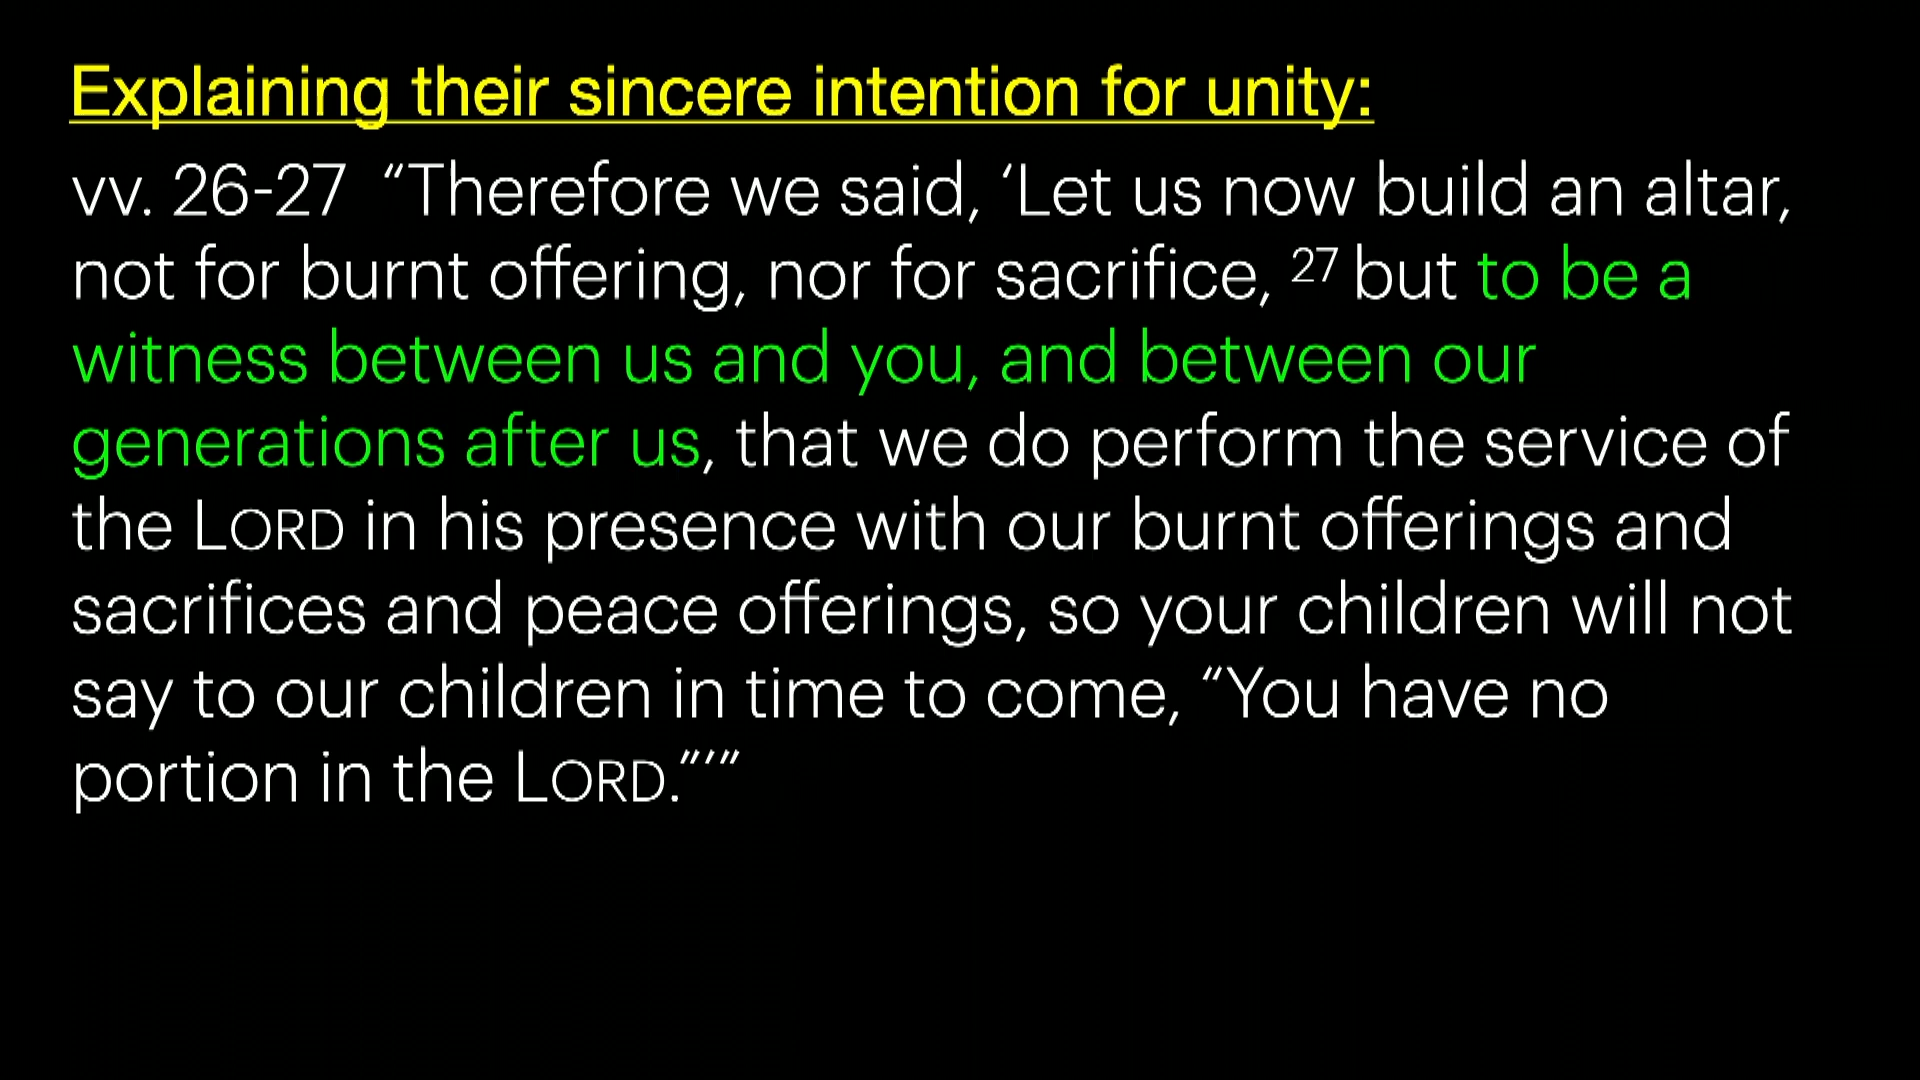 Explaining their sincere intention for unity:
vv. 26-27  “Therefore we said, ‘Let us now build an altar,
not for burnt offering, nor for sacrifice, ²⁷ but to be a
witness between us and you, and between our
generations after us, that we do perform the service of
the LORD in his presence with our burnt offerings and
sacrifices and peace offerings, so your children will not
say to our children in time to come, “You have no
portion in the LORD.”’”